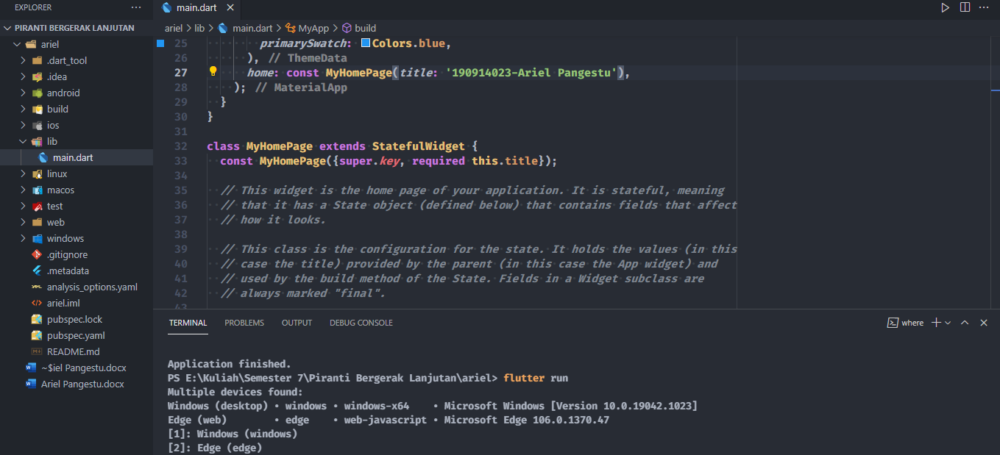 EXPLORER
PIRANTI BERGERAK LANJUTAN
ariel
.dart_tool
.idea
android
build
ios
lib
main.dart
linux
macos
test
web
windows
.gitignore
.metadata
analysis_options.yaml
ariel.iml
pubspec.lock
pubspec.yaml
README.md
~$iel Pangestu.docx
Ariel Pangestu.docx
main.dart
ariel > lib > main.dart > MyApp > build
25 primarySwatch: Colors.blue,
26 ), // ThemeData
27 home: const MyHomePage(title: '190914023-Ariel Pangestu'),
28 ); // MaterialApp
29 }
30 }
31
32 class MyHomePage extends StatefulWidget {
33 const MyHomePage({super.key, required this.title});
34
35 // This widget is the home page of your application. It is stateful, meaning
36 // that it has a State object (defined below) that contains fields that affect
37 // how it looks.
38
39 // This class is the configuration for the state. It holds the values (in this
40 // case the title) provided by the parent (in this case the App widget) and
41 // used by the build method of the State. Fields in a Widget subclass are
42 // always marked "final".
43
TERMINAL PROBLEMS OUTPUT DEBUG CONSOLE where
Application finished.
PS E:\Kuliah\Semester 7\Piranti Bergerak Lanjutan\ariel> flutter run
Multiple devices found:
Windows (desktop) • windows • windows-x64 • Microsoft Windows [Version 10.0.19042.1023]
Edge (web) • edge • web-javascript • Microsoft Edge 106.0.1370.47
[1]: Windows (windows)
[2]: Edge (edge)